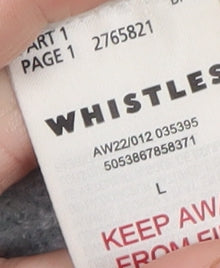 ART 1
PAGE 1 2765821
WHISTLES
AW22/012 035395
5053867858371
L
KEEP AW
FROM FI